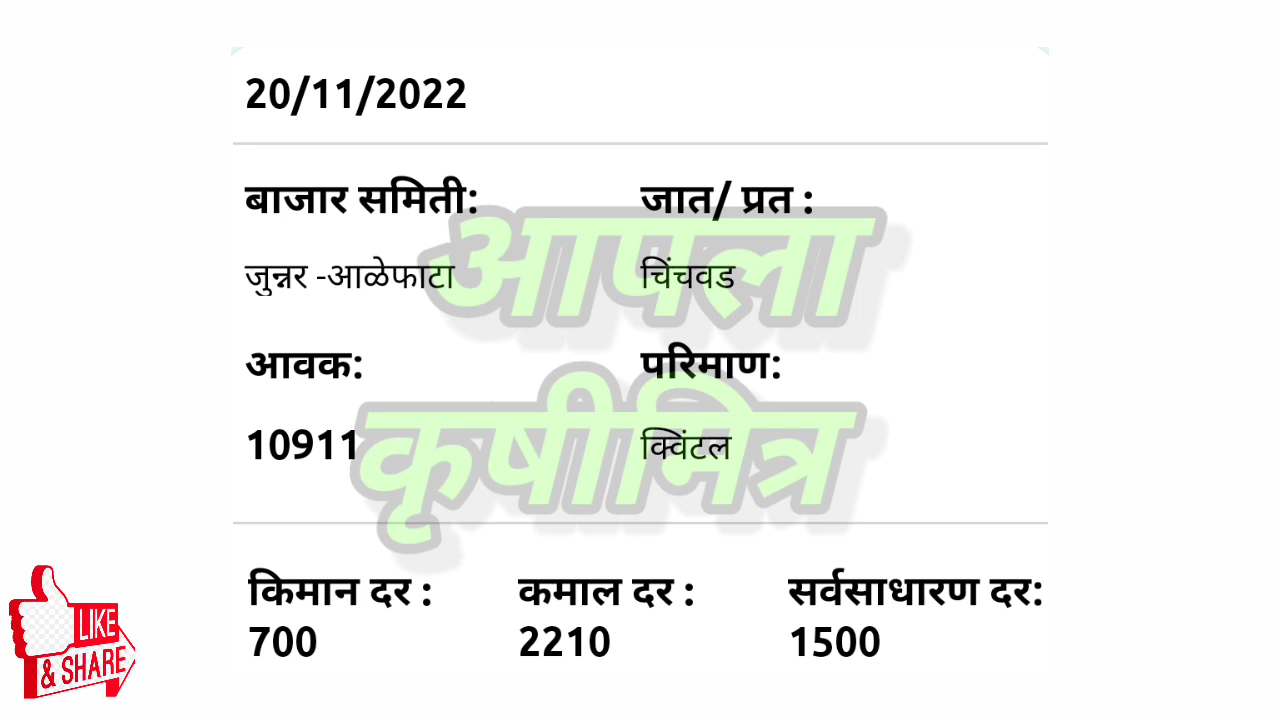 20/11/2022
बाजार समिती: जात/ प्रत :
जुन्नर -आळेफाटा चिंचवड
आपला
आवक: परिमाण:
10911 क्विंटल
कृषीमित्र
किमान दर : कमाल दर : सर्वसाधारण दर:
700 2210 1500
LIKE
& SHARE